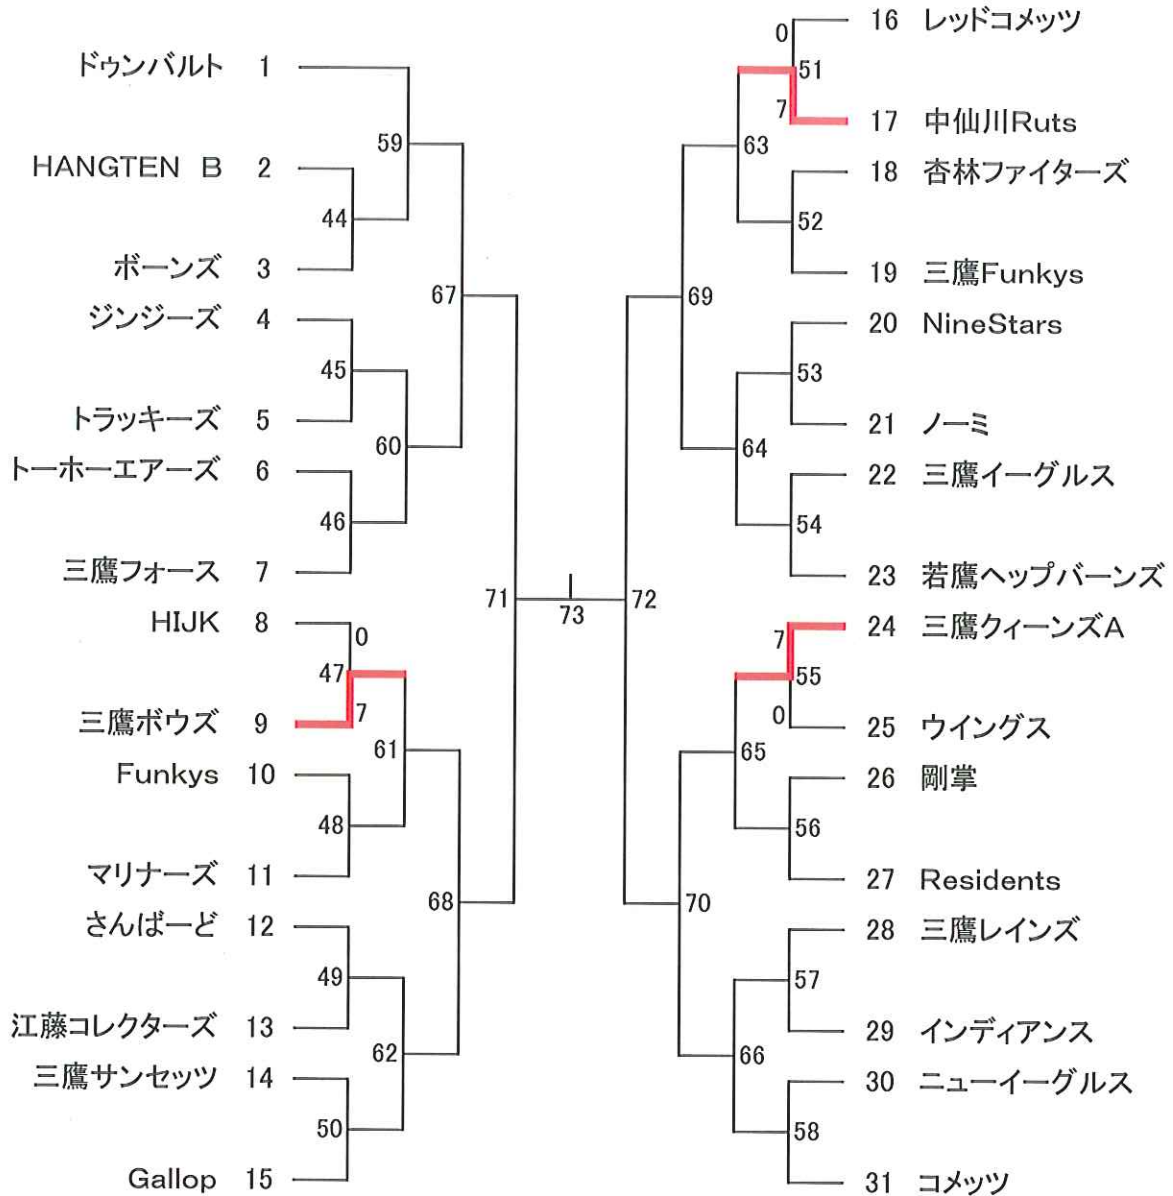 ドゥンバルト 1
HANGTEN B 2
ボーンズ 3
ジンジーズ 4
トラッキーズ 5
トーホーエアーズ 6
三鷹フォース 7
HIJK 8
三鷹ボウズ 9
Funkys 10
マリナーズ 11
さんばーど 12
江藤コレクターズ 13
三鷹サンセッツ 14
Gallop 15
44
45
46
0
47
7
48
49
50
59
60
61
62
67
68
71
73
72
69
70
63
64
65
66
0
51
7
52
53
54
7
55
0
56
57
58
16 レッドコメッツ
17 中仙川Ruts
18 杏林ファイターズ
19 三鷹Funkys
20 NineStars
21 ノーミ
22 三鷹イーグルス
23 若鷹ヘップバーンズ
24 三鷹クィーンズA
25 ウイングス
26 剛掌
27 Residents
28 三鷹レインズ
29 インディアンス
30 ニューイーグルス
31 コメッツ